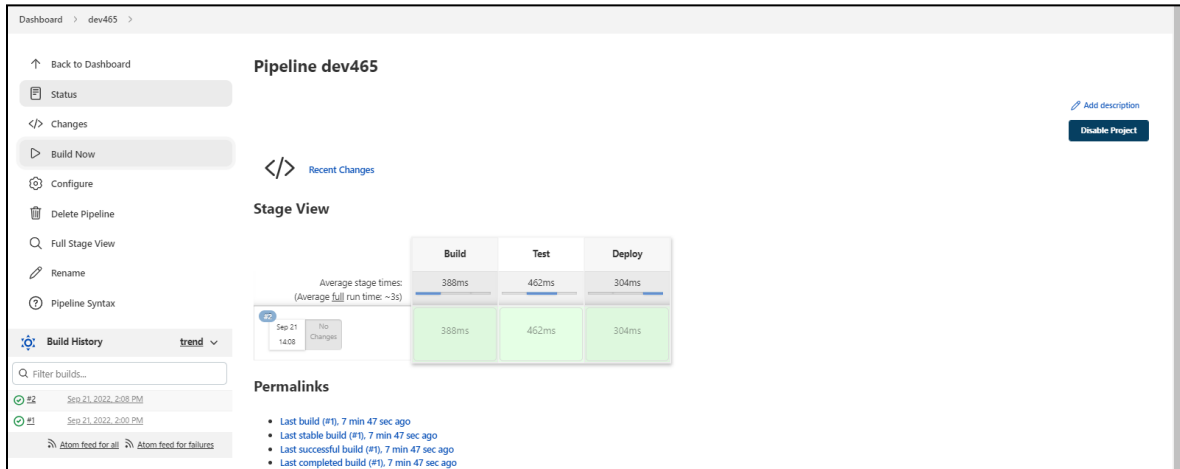 Dashboard > dev465 >
Back to Dashboard
Status
Changes
Build Now
Configure
Delete Pipeline
Full Stage View
Rename
Pipeline Syntax
Build History trend
Filter builds...
#2 Sep 21, 2022, 2:08 PM
#1 Sep 21, 2022, 2:00 PM
Atom feed for all Atom feed for failures
Pipeline dev465
Add description
Disable Project
Recent Changes
Stage View
Build Test Deploy
Average stage times: 388ms 462ms 304ms
(Average full run time: ~3s)
#2
Sep 21
14:08
No
Changes
388ms 462ms 304ms
Permalinks
Last build (#1), 7 min 47 sec ago
Last stable build (#1), 7 min 47 sec ago
Last successful build (#1), 7 min 47 sec ago
Last completed build (#1), 7 min 47 sec ago